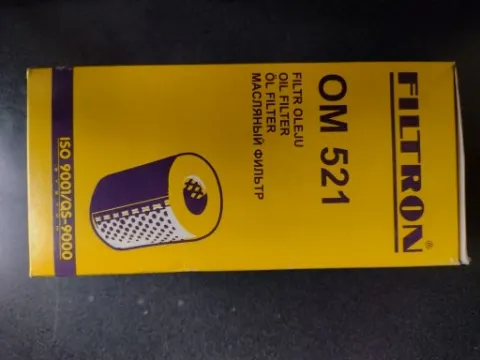 FILTRON®
OM 521
FILTR OLEJU
OIL FILTER
ÖL FILTER
МАСЛЯНЫЙ ФИЛЬТР
ISO 9001/QS-9000